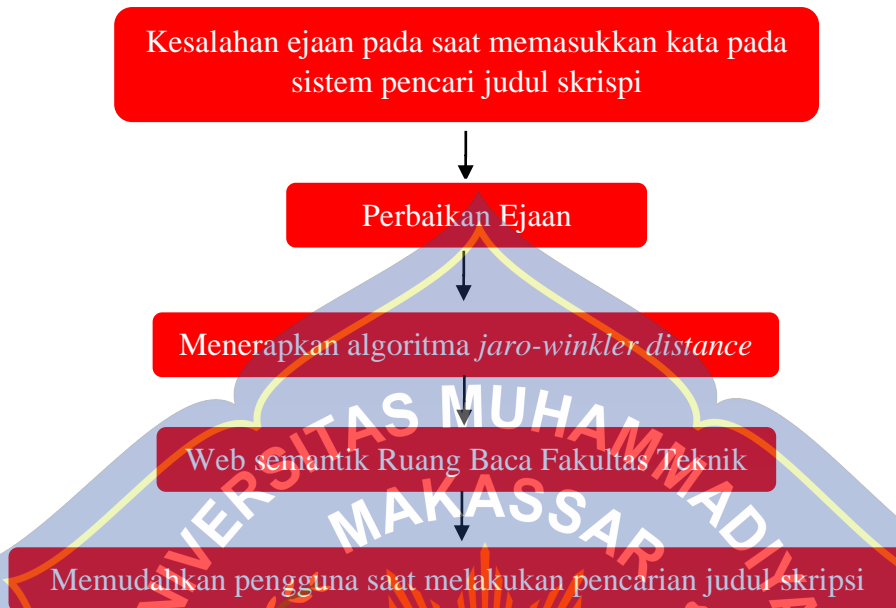 Kesalahan ejaan pada saat memasukkan kata pada
sistem pencari judul skrispi
Perbaikan Ejaan
Menerapkan algoritma jaro-winkler distance
UNIVERSITAS MUHAMMADIYAH
Web semantik Ruang Baca Fakultas Teknik
MAKASSAR
Memudahkan pengguna saat melakukan pencarian judul skripsi